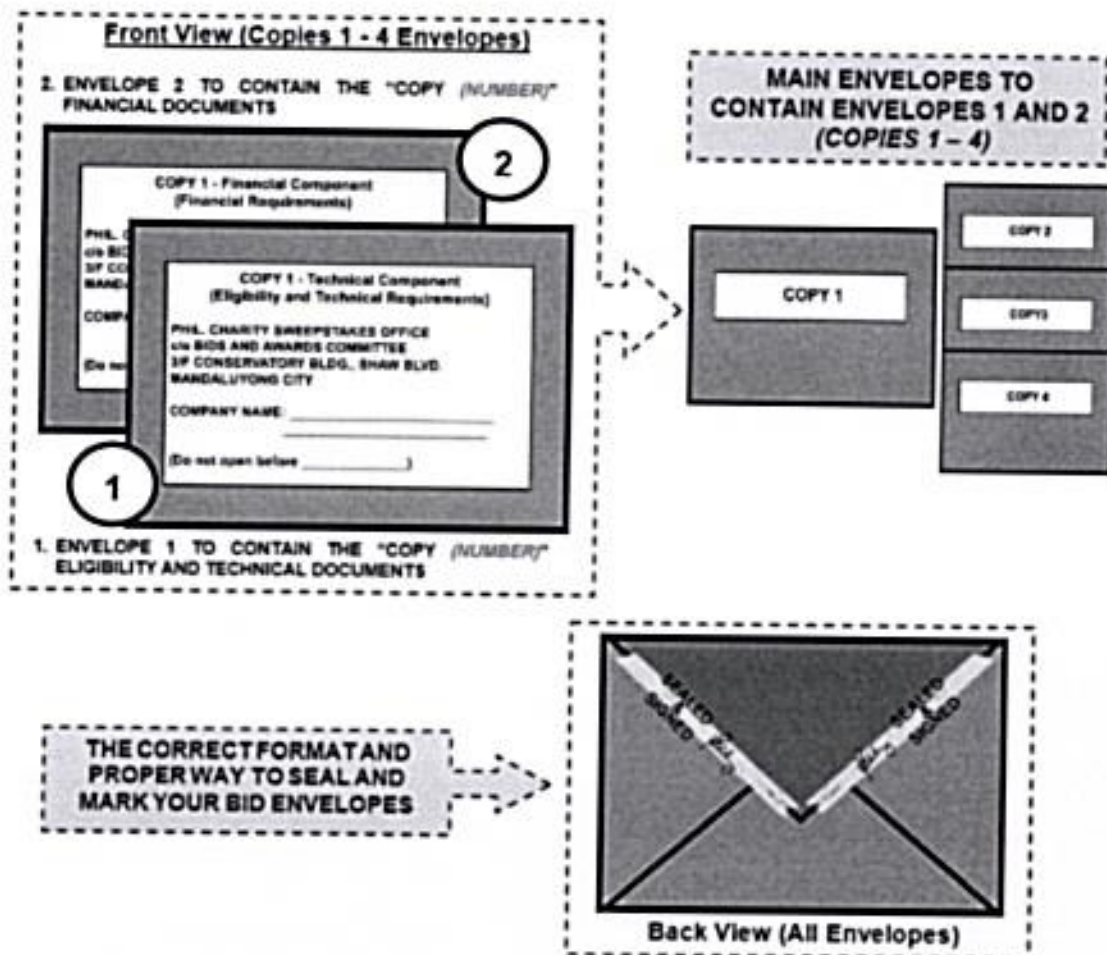 Front View (Copies 1 - 4 Envelopes)
2. ENVELOPE 2 TO CONTAIN THE "COPY (NUMBER)"
FINANCIAL DOCUMENTS
2
COPY 1 - Financial Component
(Financial Requirements)
PHIL.
c/o
COPY 1 - Technical Component
(Eligibility and Technical Requirements)
PHIL. CHARITY SWEEPSTAKES OFFICE
c/o BIDS AND AWARDS COMMITTEE
CONSERVATORY BLDG., SHAW BLVD.
MANDALUYONG CITY
COMPANY NAME:
(Do not open before ____________)
1
1. ENVELOPE 1 TO CONTAIN THE "COPY (NUMBER)"
ELIGIBILITY AND TECHNICAL DOCUMENTS
MAIN ENVELOPES TO
CONTAIN ENVELOPES 1 AND 2
(COPIES 1 – 4)
COPY 1
COPY 2
COPY3
COPY 4
THE CORRECT FORMAT AND
PROPER WAY TO SEAL AND
MARK YOUR BID ENVELOPES
SEALED &
SIGNED
SEALED &
SIGNED
Back View (All Envelopes)